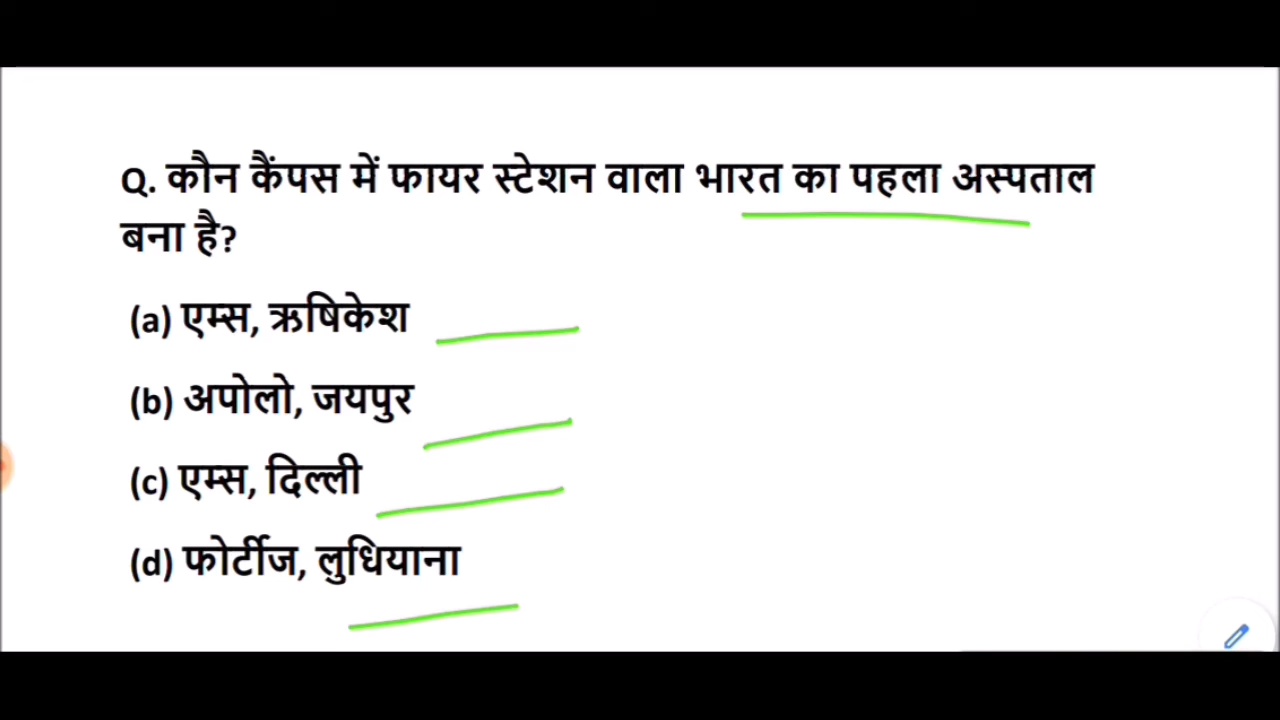 Q. कौन कैंपस में फायर स्टेशन वाला भारत का पहला अस्पताल
बना है?
(a) एम्स, ऋषिकेश
(b) अपोलो, जयपुर
(c) एम्स, दिल्ली
(d) फोर्टीज, लुधियाना